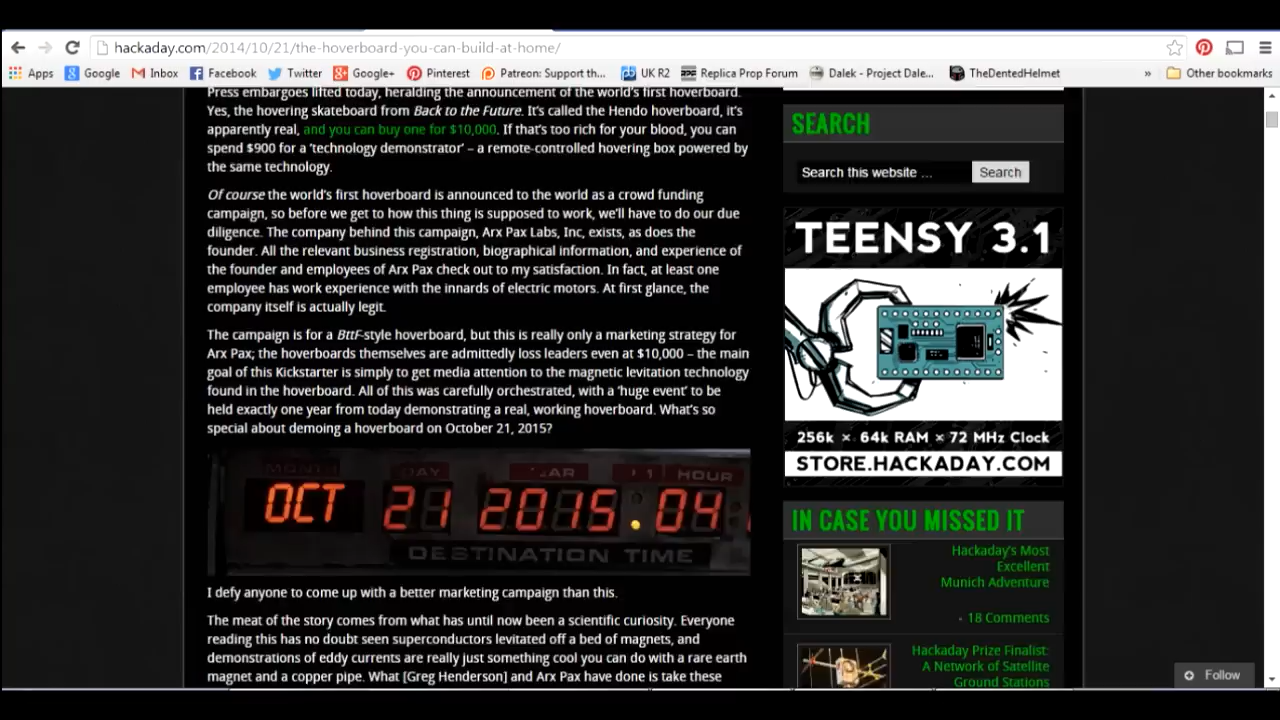 hackaday.com/2014/10/21/the-hoverboard-you-can-build-at-home/
Apps Google Inbox Facebook Twitter Google+ Pinterest Patreon: Support th... UK R2 Replica Prop Forum Dalek - Project Dale... TheDentedHelmet » Other bookmarks
Press embargoes lifted today, heralding the announcement of the world's first hoverboard.
Yes, the hovering skateboard from Back to the Future. It's called the Hendo hoverboard, it's
apparently real, and you can buy one for $10,000. If that's too rich for your blood, you can
spend $900 for a 'technology demonstrator' – a remote-controlled hovering box powered by
the same technology.
Of course the world's first hoverboard is announced to the world as a crowd funding
campaign, so before we get to how this thing is supposed to work, we'll have to do our due
diligence. The company behind this campaign, Arx Pax Labs, Inc, exists, as does the
founder. All the relevant business registration, biographical information, and experience of
the founder and employees of Arx Pax check out to my satisfaction. In fact, at least one
employee has work experience with the innards of electric motors. At first glance, the
company itself is actually legit.
The campaign is for a BttF-style hoverboard, but this is really only a marketing strategy for
Arx Pax; the hoverboards themselves are admittedly loss leaders even at $10,000 – the main
goal of this Kickstarter is simply to get media attention to the magnetic levitation technology
found in the hoverboard. All of this was carefully orchestrated, with a 'huge event' to be
held exactly one year from today demonstrating a real, working hoverboard. What's so
special about demoing a hoverboard on October 21, 2015?
MONTH DAY HOUR
OCT 21 2015 04
DESTINATION TIME
I defy anyone to come up with a better marketing campaign than this.
The meat of the story comes from what has until now been a scientific curiosity. Everyone
reading this has no doubt seen superconductors levitated off a bed of magnets, and
demonstrations of eddy currents are really just something cool you can do with a rare earth
magnet and a copper pipe. What [Greg Henderson] and Arx Pax have done is take these
SEARCH
Search this website … Search
TEENSY 3.1
256k × 64k RAM × 72 MHz Clock
STORE.HACKADAY.COM
IN CASE YOU MISSED IT
Hackaday's Most
Excellent
Munich Adventure
18 Comments
Hackaday Prize Finalist:
A Network of Satellite
Ground Stations
Follow